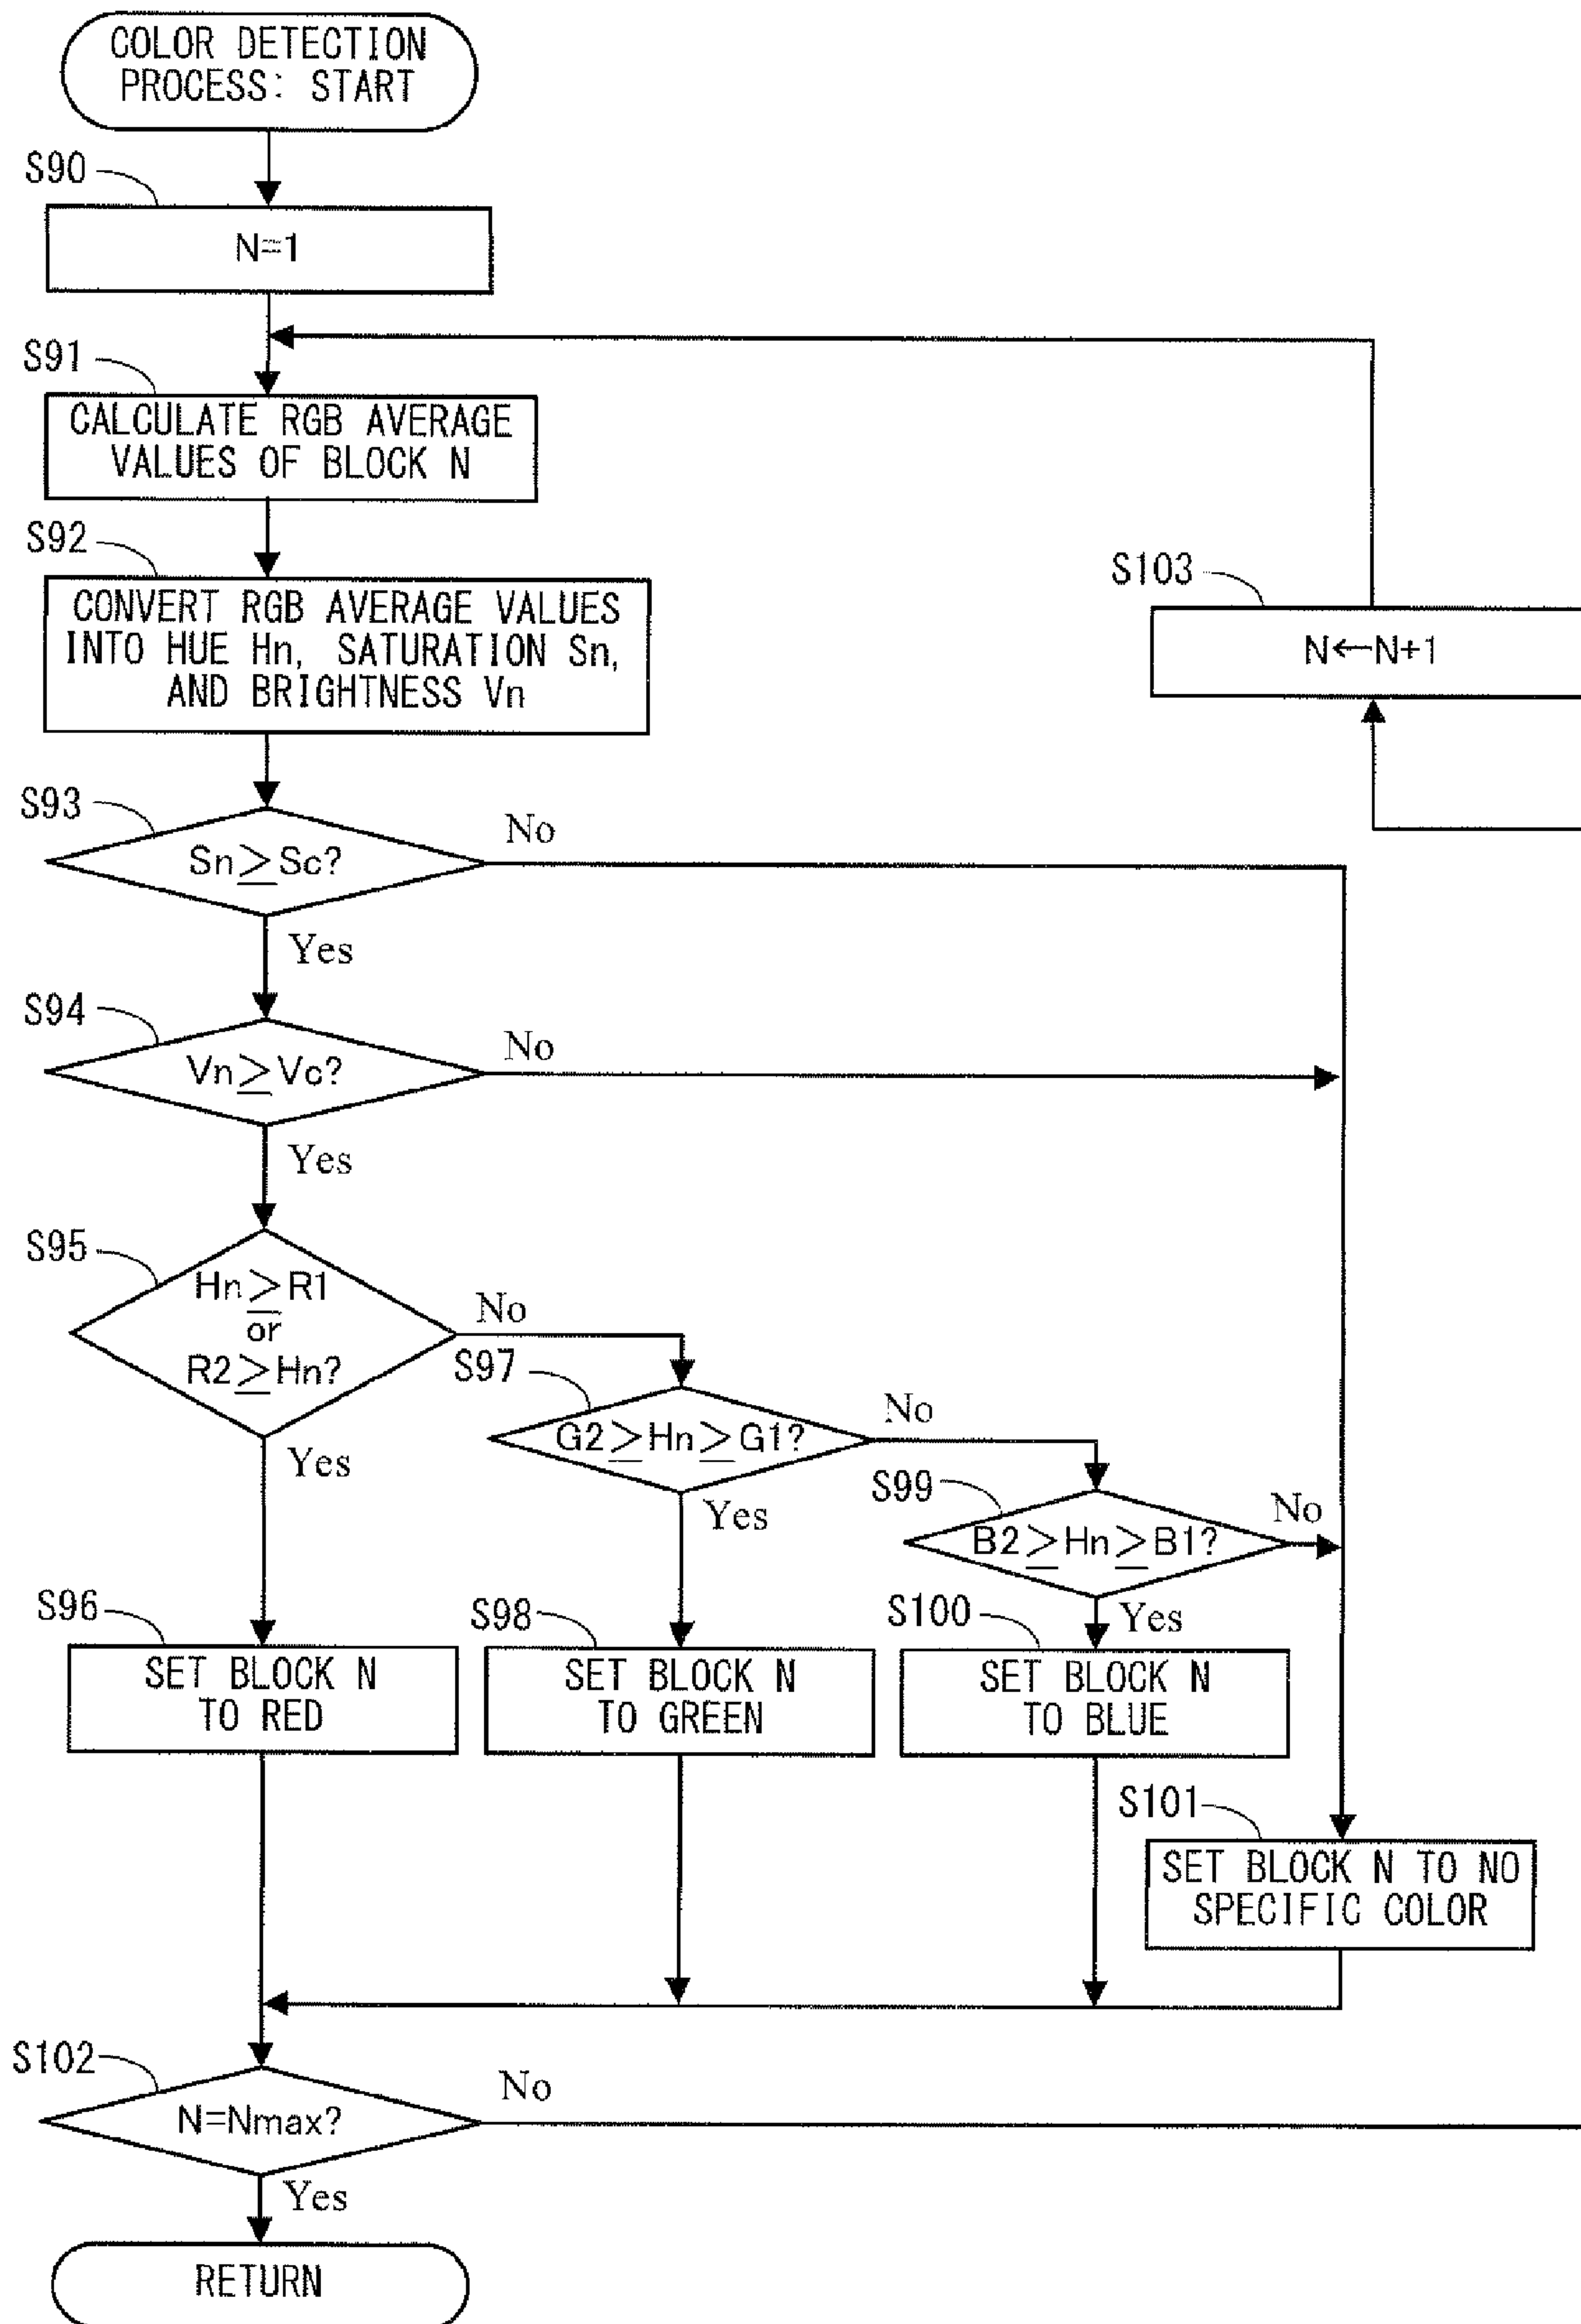 COLOR DETECTION
PROCESS: START
S90
N=1
S91
CALCULATE RGB AVERAGE
VALUES OF BLOCK N
S92
CONVERT RGB AVERAGE VALUES
INTO HUE Hn, SATURATION Sn,
AND BRIGHTNESS Vn
S103
N←N+1
S93
Sn≥Sc?
No
Yes
S94
Vn≥Vc?
No
Yes
S95
Hn≥R1
or
R2≥Hn?
No
Yes
S97
G2≥Hn≥G1?
No
Yes
S99
B2≥Hn≥B1?
No
Yes
S96
SET BLOCK N
TO RED
S98
SET BLOCK N
TO GREEN
S100
SET BLOCK N
TO BLUE
S101
SET BLOCK N TO NO
SPECIFIC COLOR
S102
N=Nmax?
No
Yes
RETURN